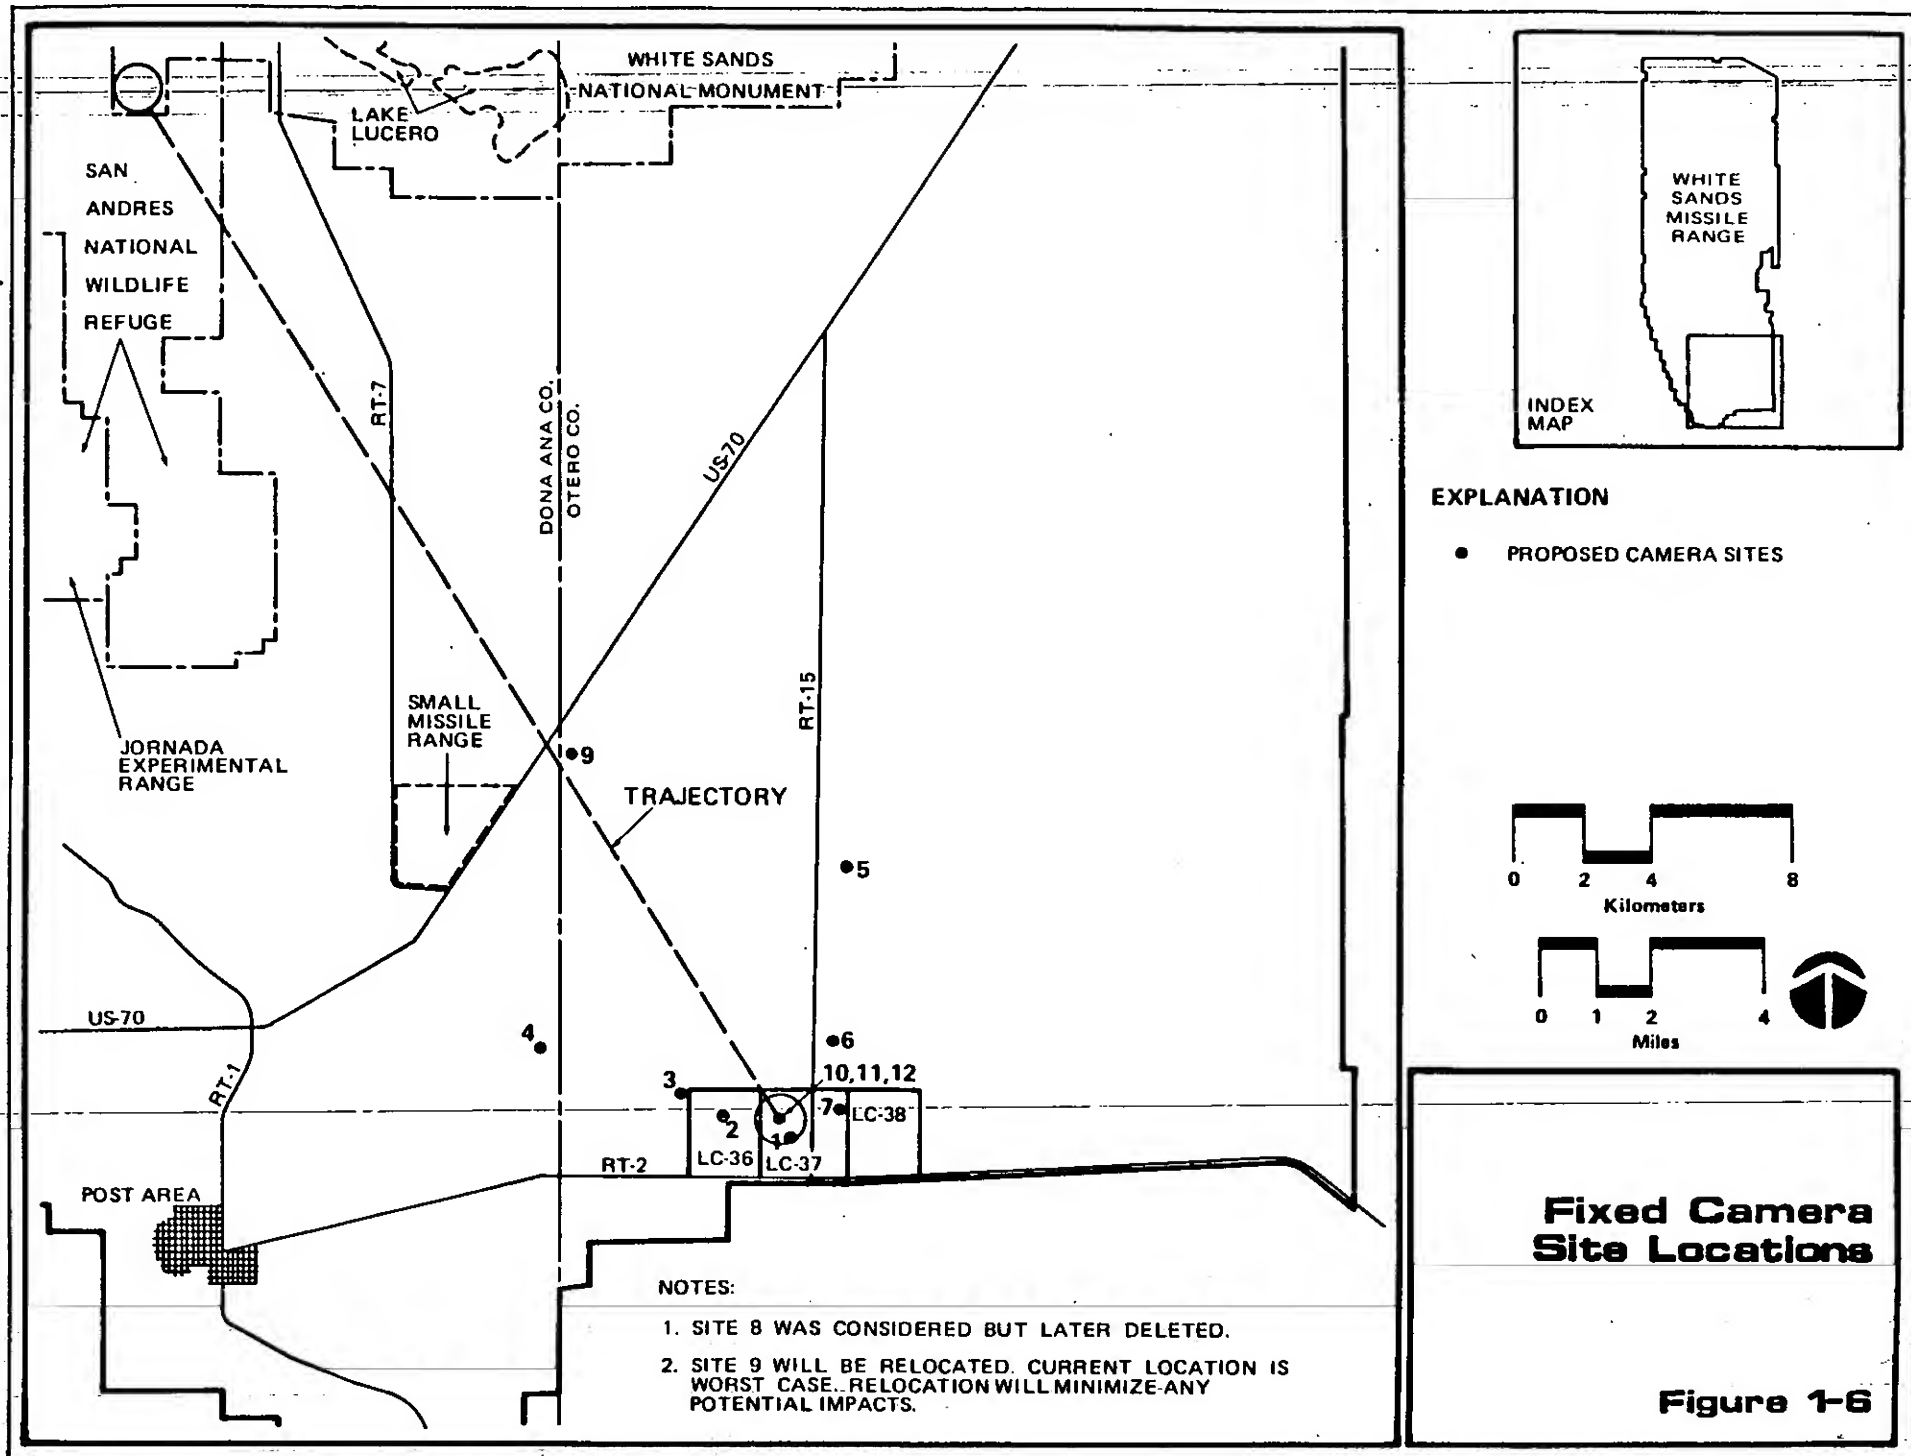 WHITE SANDS
NATIONAL MONUMENT
LAKE
LUCERO
SAN
ANDRES
NATIONAL
WILDLIFE
REFUGE
RT-7
DONA ANA CO.
OTERO CO.
US-70
RT-15
SMALL
MISSILE
RANGE
JORNADA
EXPERIMENTAL
RANGE
9
TRAJECTORY
5
US-70
4
6
RT-1
3
10,11,12
7
LC-38
2
1
LC-36
LC-37
RT-2
POST AREA
NOTES:
1. SITE 8 WAS CONSIDERED BUT LATER DELETED.
2. SITE 9 WILL BE RELOCATED. CURRENT LOCATION IS
WORST CASE. RELOCATION WILL MINIMIZE ANY
POTENTIAL IMPACTS.
WHITE
SANDS
MISSILE
RANGE
INDEX
MAP
EXPLANATION
● PROPOSED CAMERA SITES
0 2 4 8
Kilometers
0 1 2 4
Miles
Fixed Camera
Site Locations
Figure 1-6